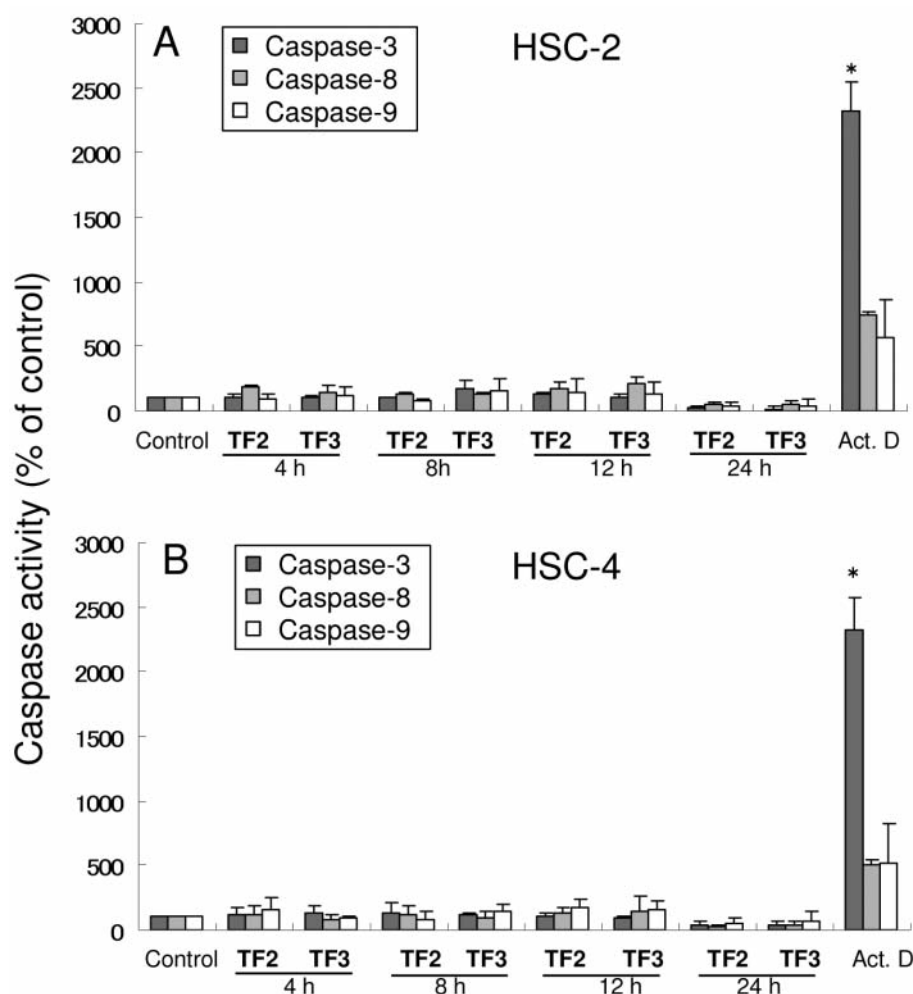 Caspase activity (% of control)
A
HSC-2
Caspase-3
Caspase-8
Caspase-9
*
3000
2500
2000
1500
1000
500
0
Control TF2 TF3 TF2 TF3 TF2 TF3 TF2 TF3 Act. D
4 h 8h 12 h 24 h
B
HSC-4
Caspase-3
Caspase-8
Caspase-9
*
3000
2500
2000
1500
1000
500
0
Control TF2 TF3 TF2 TF3 TF2 TF3 TF2 TF3 Act. D
4 h 8 h 12 h 24 h